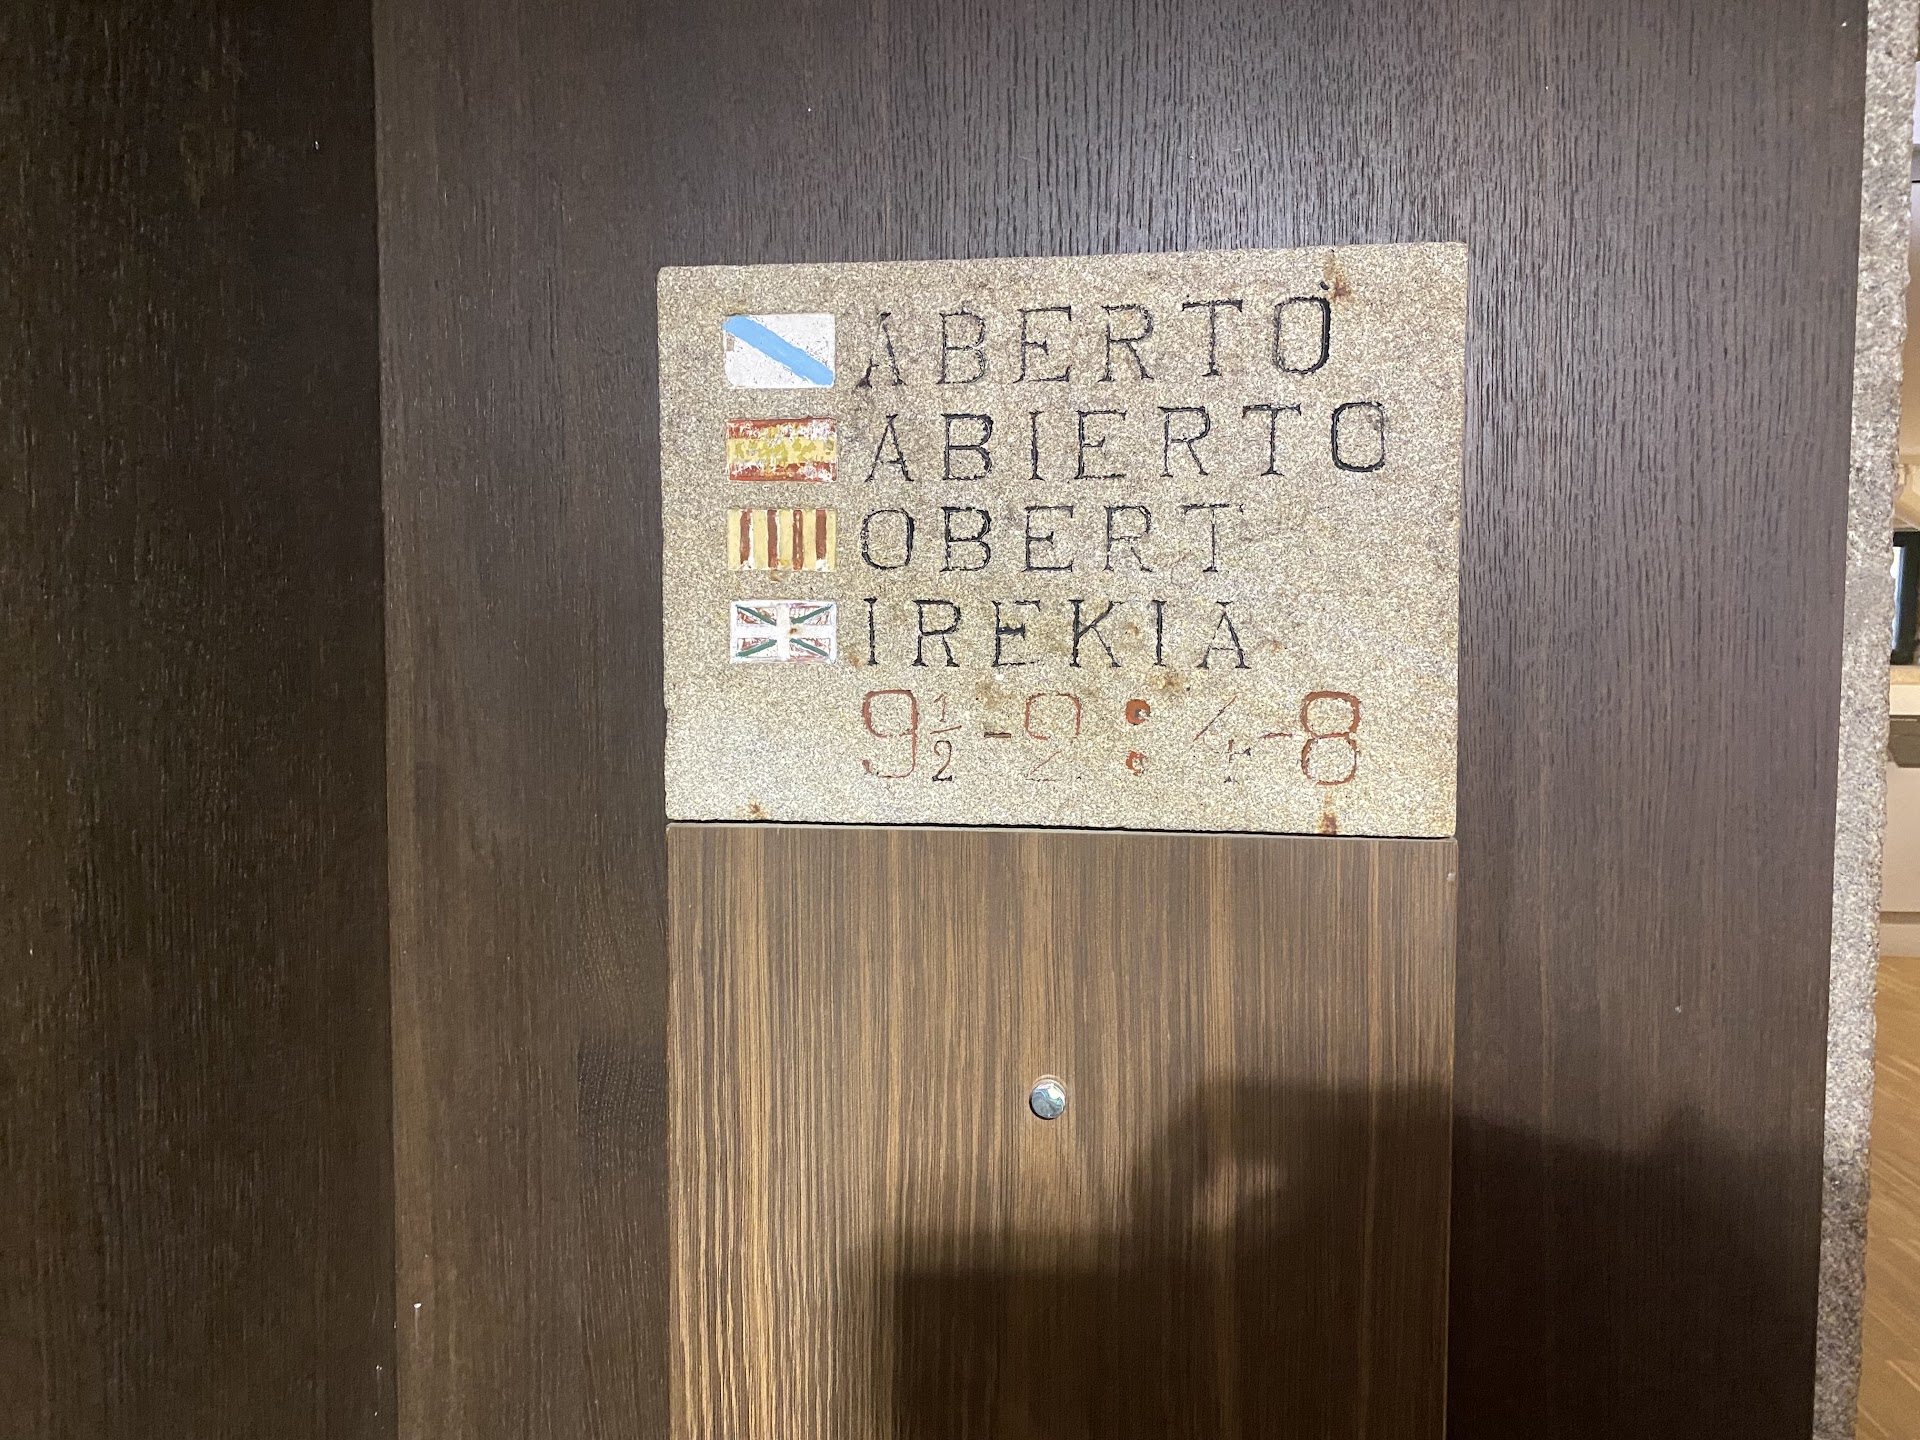 ABERTO
ABIERTO
OBERT
IREKIA
9½-2 : 4-8